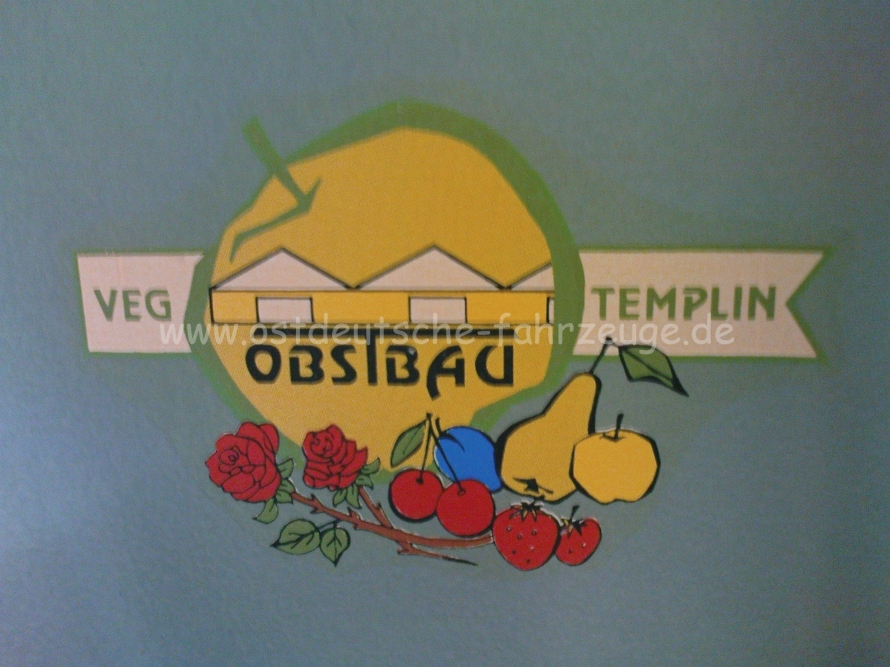 VEG TEMPLIN
www.ostdeutsche-fahrzeuge.de
OBSTBAU